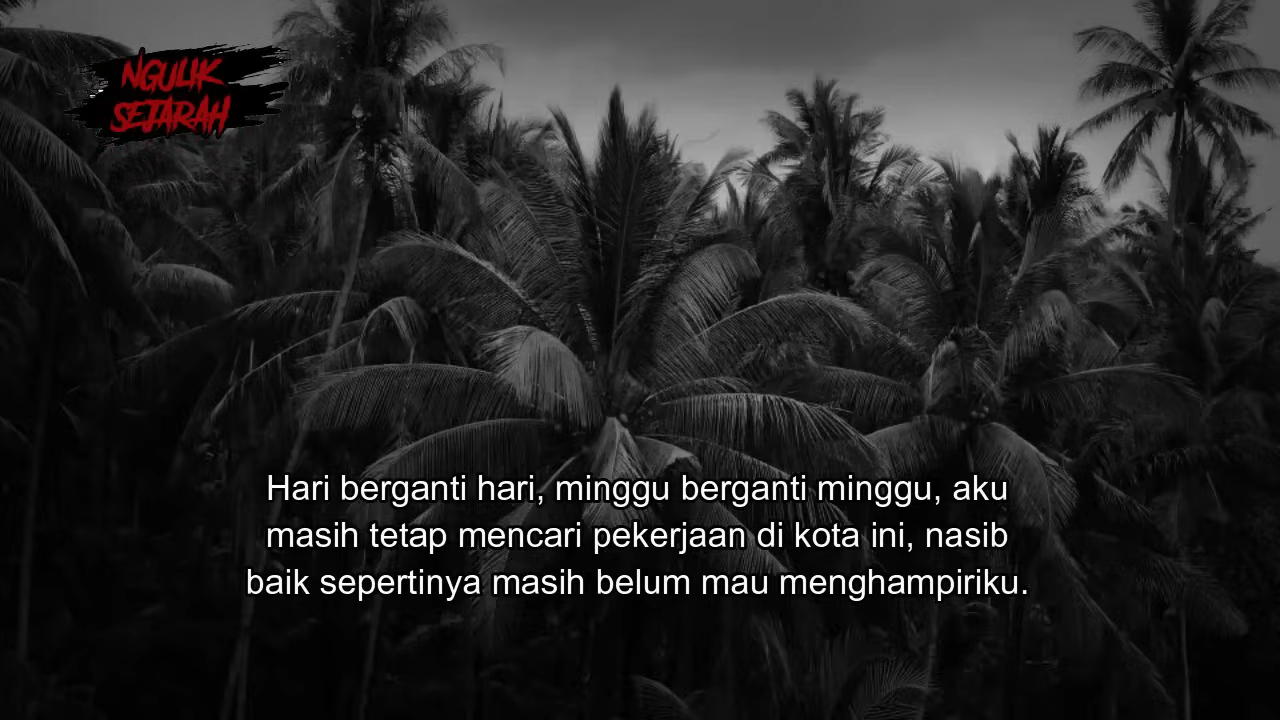 NGULIK
SEJARAH
Hari berganti hari, minggu berganti minggu, aku
masih tetap mencari pekerjaan di kota ini, nasib
baik sepertinya masih belum mau menghampiriku.